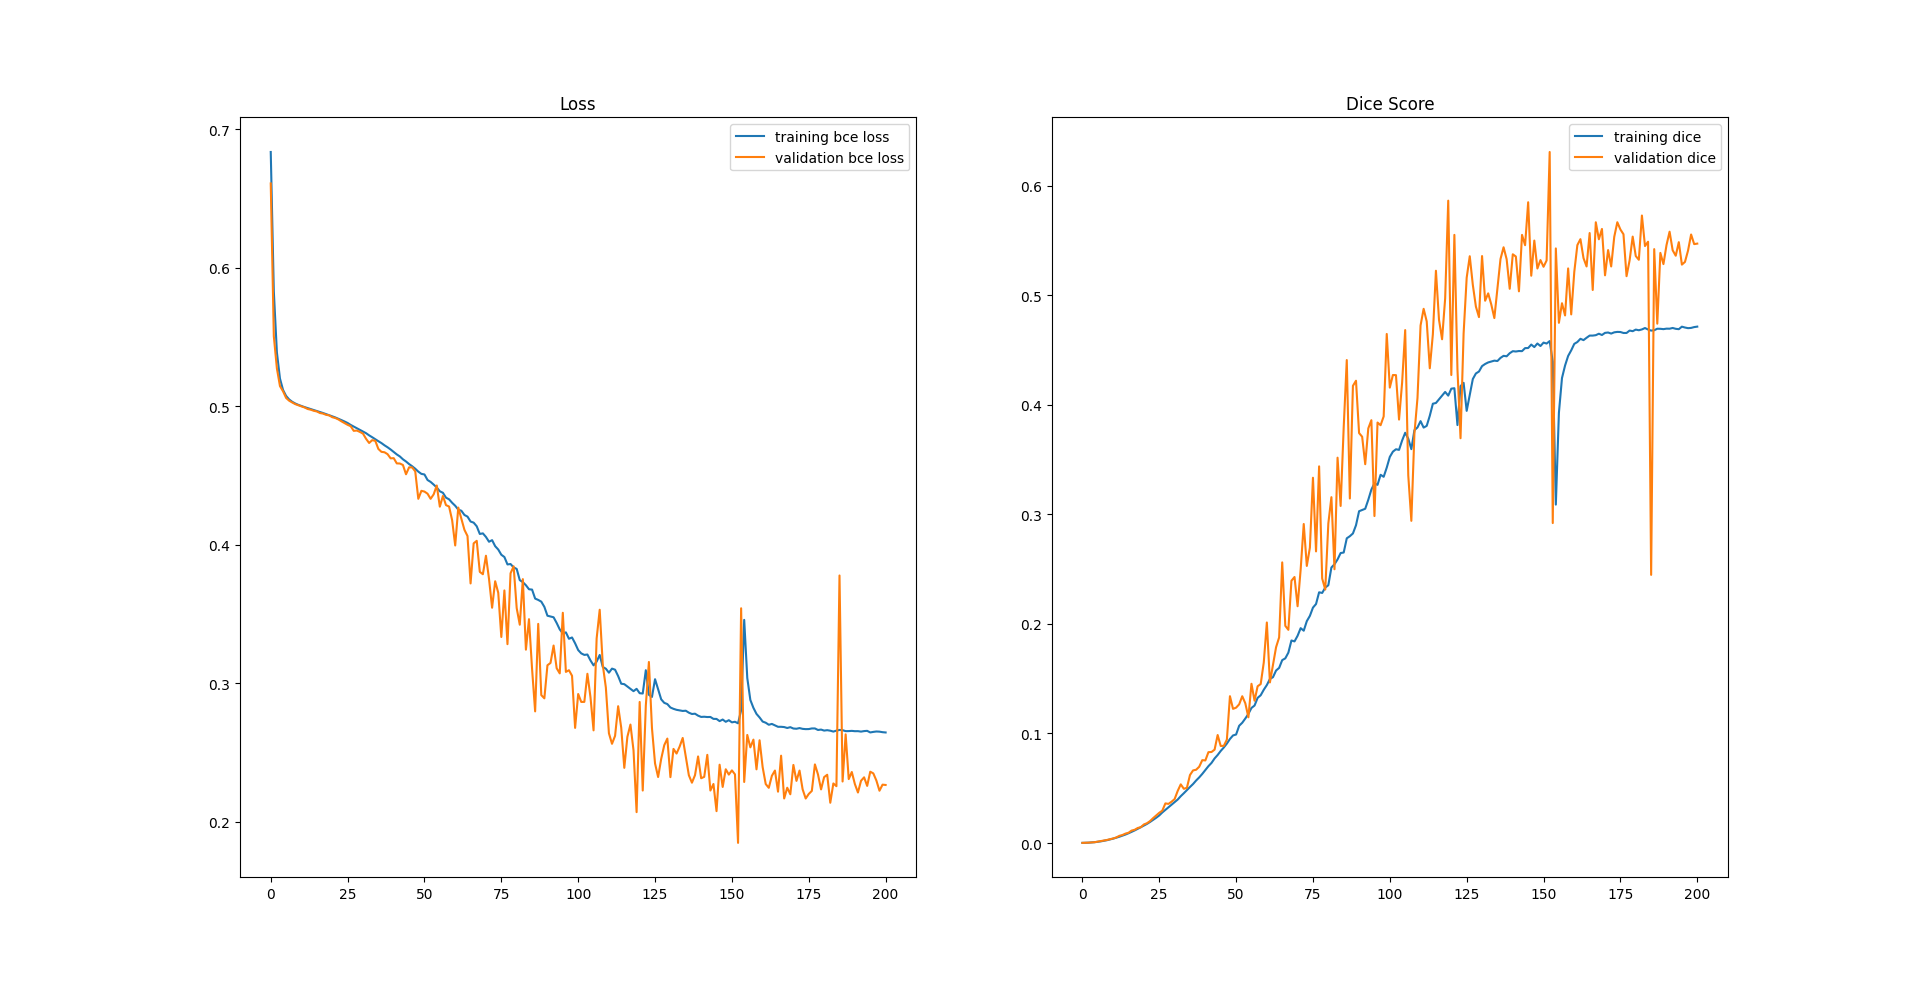 Loss
training bce loss
validation bce loss
0.7
0.6
0.5
0.4
0.3
0.2
0 25 50 75 100 125 150 175 200
Dice Score
training dice
validation dice
0.6
0.5
0.4
0.3
0.2
0.1
0.0
0 25 50 75 100 125 150 175 200